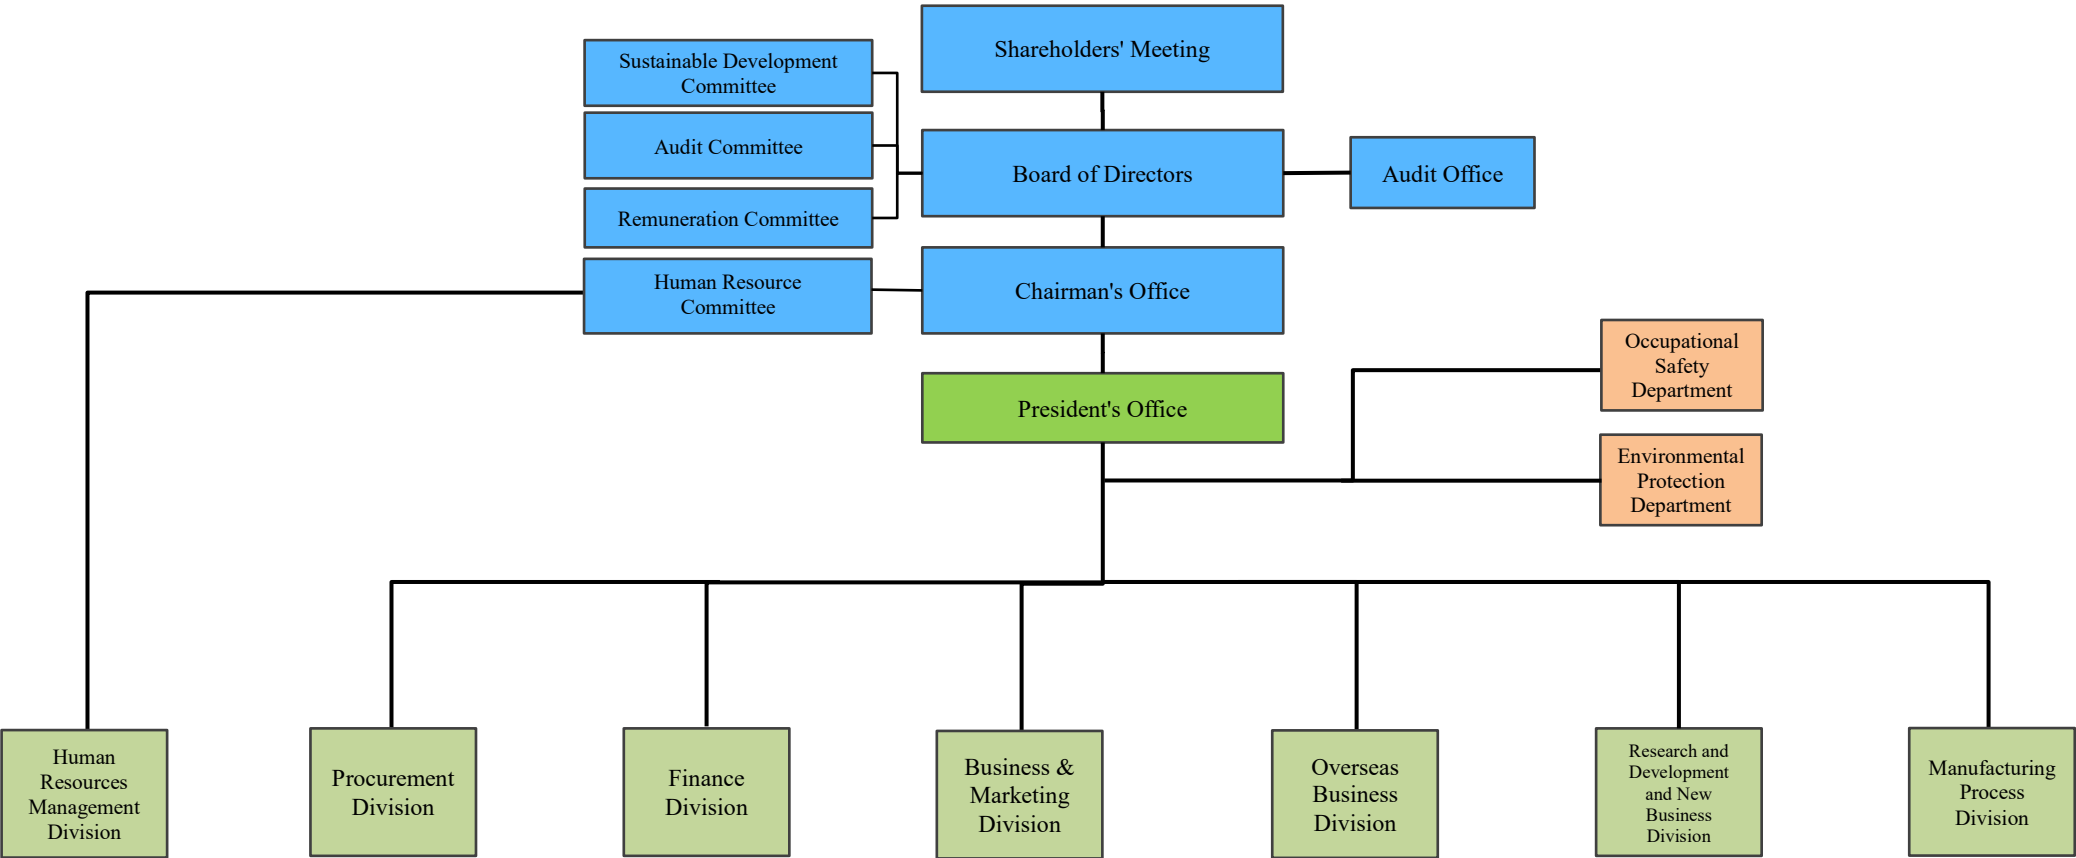 Shareholders' Meeting
Sustainable Development
Committee
Audit Committee
Board of Directors
Audit Office
Remuneration Committee
Human Resource
Committee
Chairman's Office
Occupational
Safety
Department
President's Office
Environmental
Protection
Department
Human
Resources
Management
Division
Procurement
Division
Finance
Division
Business &
Marketing
Division
Overseas
Business
Division
Research and
Development
and New
Business
Division
Manufacturing
Process
Division